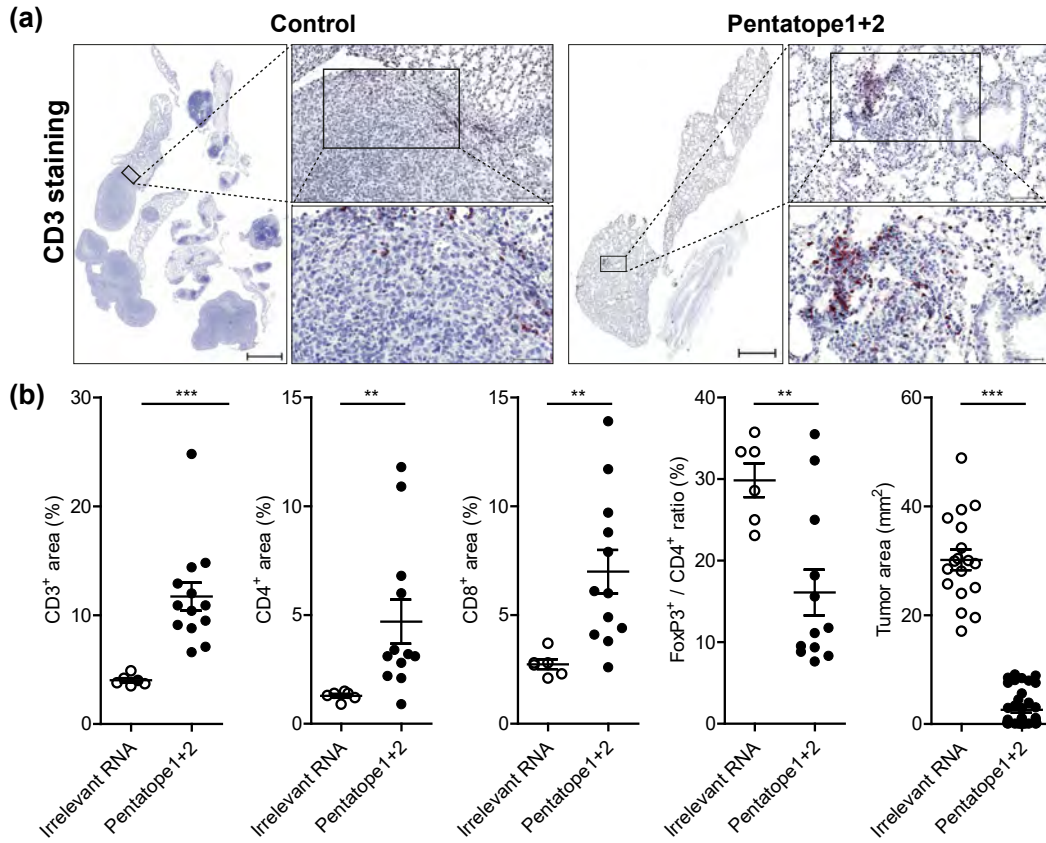 (a)
Control
Pentatope1+2
CD3 staining
(b)
30
20
10
0
CD3+ area (%)
***
Irrelevant RNA
Pentatope1+2
15
10
5
0
CD4+ area (%)
**
Irrelevant RNA
Pentatope1+2
15
10
5
0
CD8+ area (%)
**
Irrelevant RNA
Pentatope1+2
40
30
20
10
0
FoxP3+ / CD4+ ratio (%)
**
Irrelevant RNA
Pentatope1+2
60
40
20
0
Tumor area (mm2)
***
Irrelevant RNA
Pentatope1+2